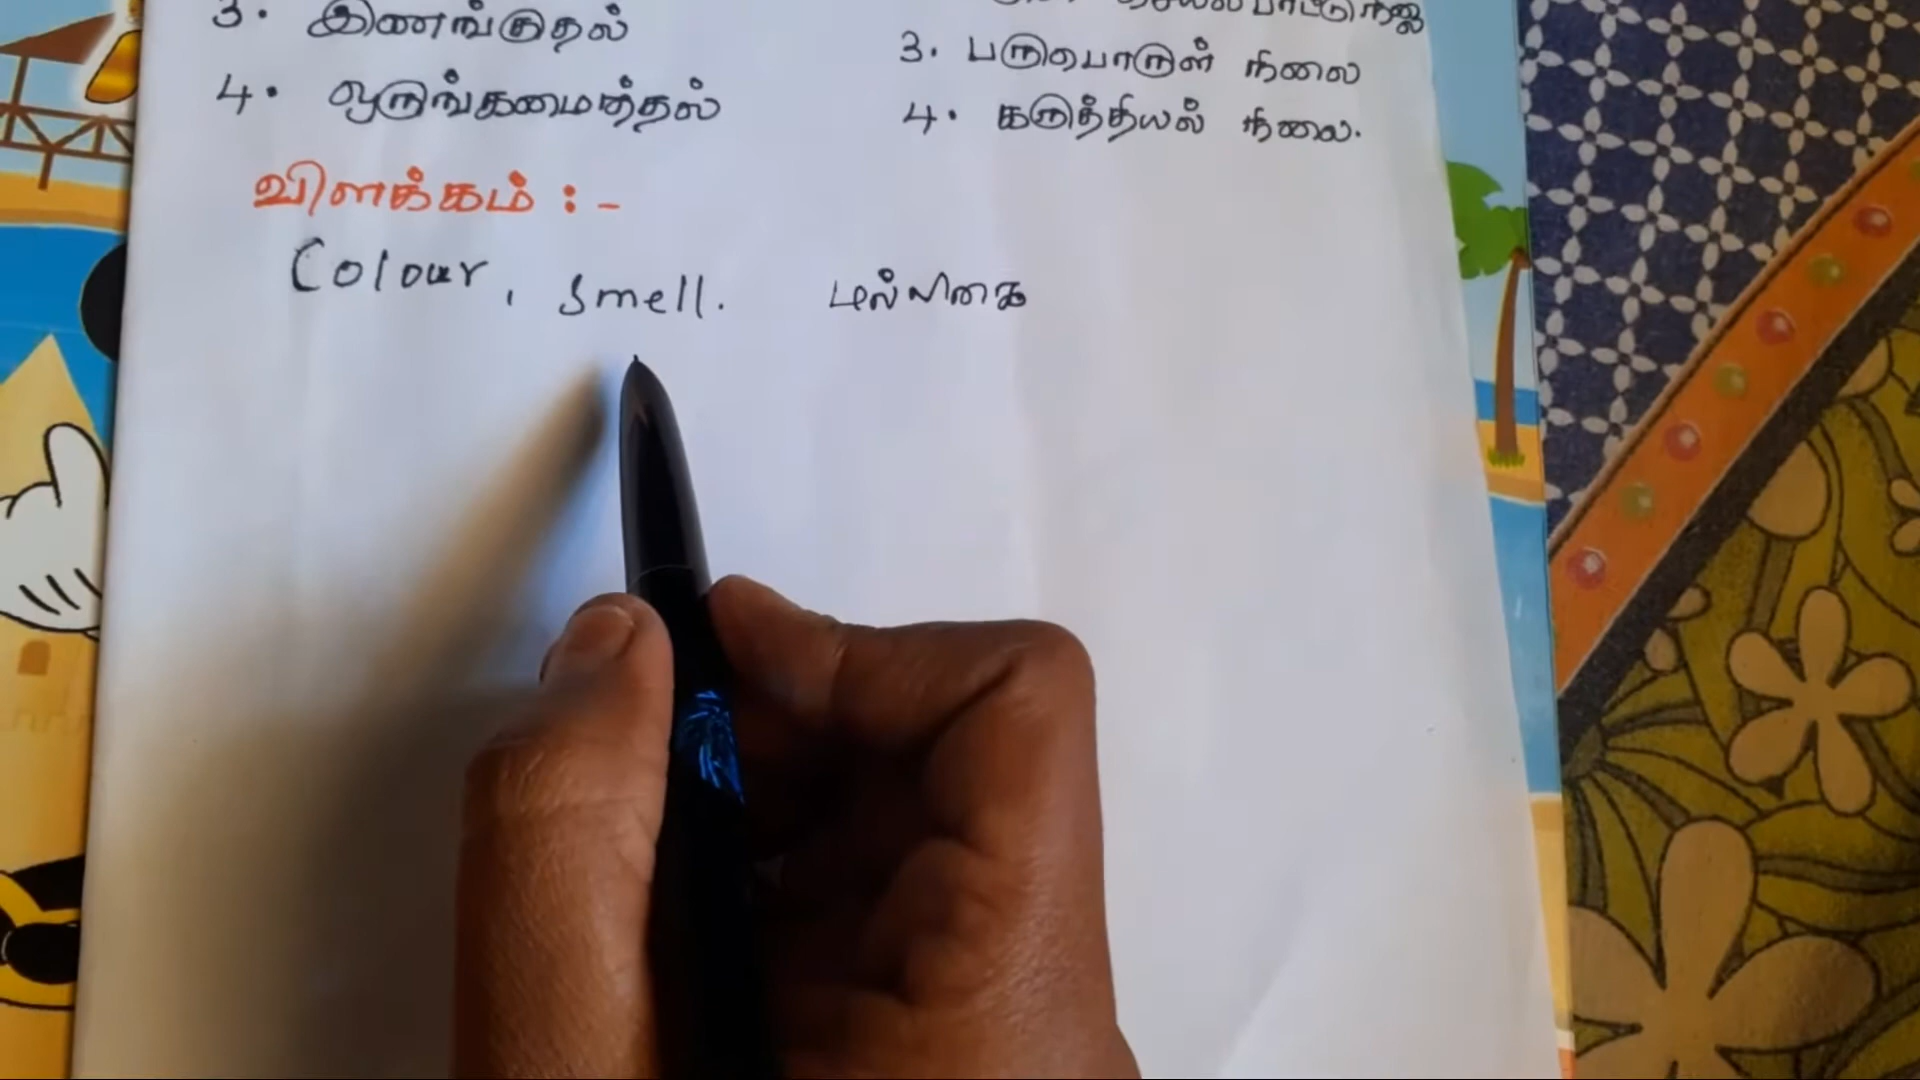 3. இணங்குதல்
4. ஒருங்கமைத்தல்
3. பருபொருள் நிலை
4. கருத்தியல் நிலை.
விளக்கம் :-
Colour, Smell. மல்லிகை